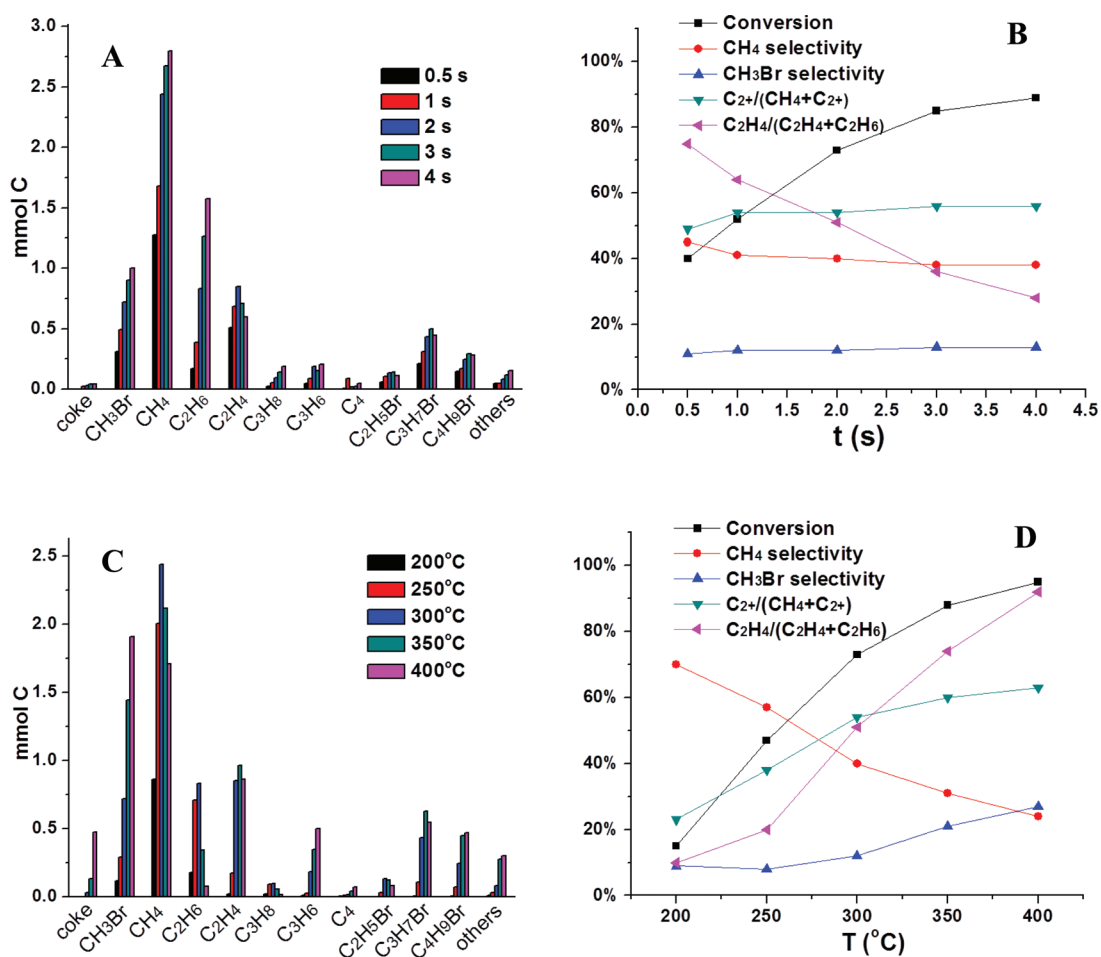 A
mmol C
3.0
2.5
2.0
1.5
1.0
0.5
0.0
0.5 s
1 s
2 s
3 s
4 s
coke
CH3Br
CH4
C2H6
C2H4
C3H8
C3H6
C4
C2H5Br
C3H7Br
C4H9Br
others
B
Conversion
CH4 selectivity
CH3Br selectivity
C2+/(CH4+C2+)
C2H4/(C2H4+C2H6)
100%
80%
60%
40%
20%
0%
0.0 0.5 1.0 1.5 2.0 2.5 3.0 3.5 4.0 4.5
t (s)
C
mmol C
2.5
2.0
1.5
1.0
0.5
0.0
200°C
250°C
300°C
350°C
400°C
coke
CH3Br
CH4
C2H6
C2H4
C3H8
C3H6
C4
C2H5Br
C3H7Br
C4H9Br
others
D
Conversion
CH4 selectivity
CH3Br selectivity
C2+/(CH4+C2+)
C2H4/(C2H4+C2H6)
100%
80%
60%
40%
20%
0%
200 250 300 350 400
T (°C)